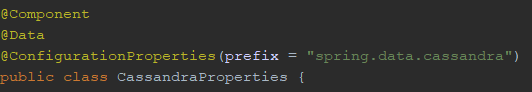 @Component
@Data
@ConfigurationProperties(prefix = "spring.data.cassandra")
public class CassandraProperties {